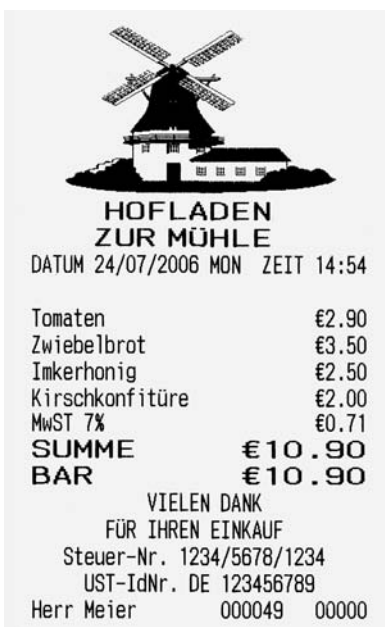 HOFLADEN
ZUR MÜHLE
DATUM 24/07/2006 MON ZEIT 14:54
Tomaten €2.90
Zwiebelbrot €3.50
Imkerhonig €2.50
Kirschkonfitüre €2.00
MwST 7% €0.71
SUMME €10.90
BAR €10.90
VIELEN DANK
FÜR IHREN EINKAUF
Steuer-Nr. 1234/5678/1234
UST-IdNr. DE 123456789
Herr Meier 000049 00000